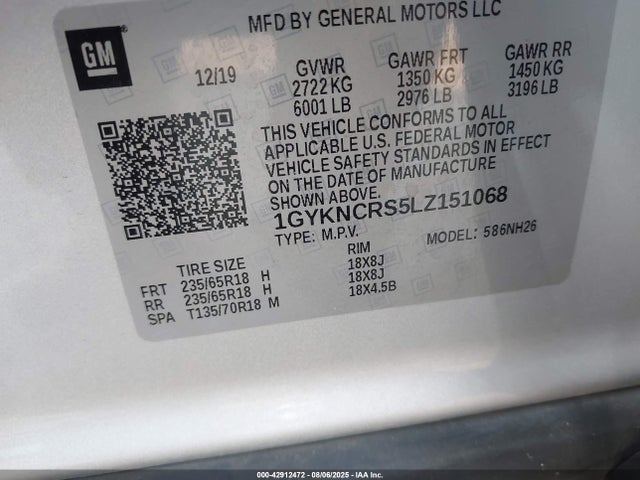 MFD BY GENERAL MOTORS LLC
GM
12/19
GVWR
2722 KG
6001 LB
GAWR FRT
1350 KG
2976 LB
GAWR RR
1450 KG
3196 LB
THIS VEHICLE CONFORMS TO ALL
APPLICABLE U.S. FEDERAL MOTOR
VEHICLE SAFETY STANDARDS IN EFFECT
ON THE DATE OF MANUFACTURE
SHOWN ABOVE.
1GYKNCRS5LZ151068
TYPE: M.P.V.
MODEL: 586NH26
TIRE SIZE
RIM
FRT 235/65R18 H 18X8J
RR 235/65R18 H 18X8J
SPA T135/70R18 M 18X4.5B
000-42912472 - 08/06/2025 - IAA Inc.